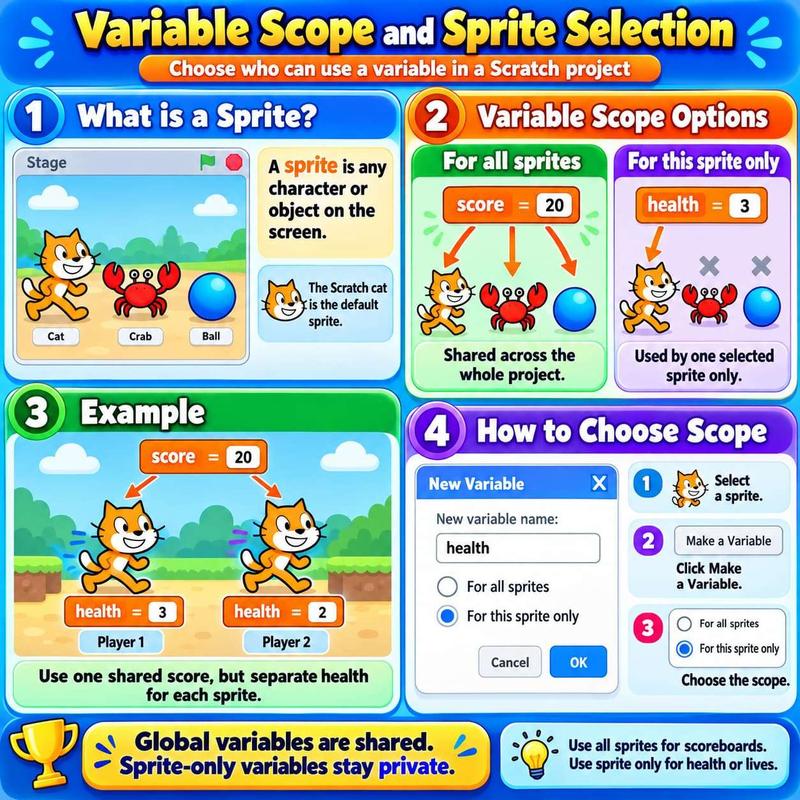 Variable Scope and Sprite Selection
Choose who can use a variable in a Scratch project
1 What is a Sprite?
Stage
Cat
Crab
Ball
A sprite is any
character or
object on the
screen.
The Scratch cat
is the default
sprite.
2 Variable Scope Options
For all sprites
score = 20
Shared across the
whole project.
For this sprite only
health = 3
Used by one selected
sprite only.
3 Example
score = 20
health = 3
Player 1
health = 2
Player 2
Use one shared score, but separate health
for each sprite.
4 How to Choose Scope
New Variable X
New variable name:
health
For all sprites
For this sprite only
Cancel
OK
1 Select
a sprite.
2 Make a Variable
Click Make
a Variable.
3 For all sprites
For this sprite only
Choose the scope.
Global variables are shared.
Sprite-only variables stay private.
Use all sprites for scoreboards.
Use sprite only for health or lives.